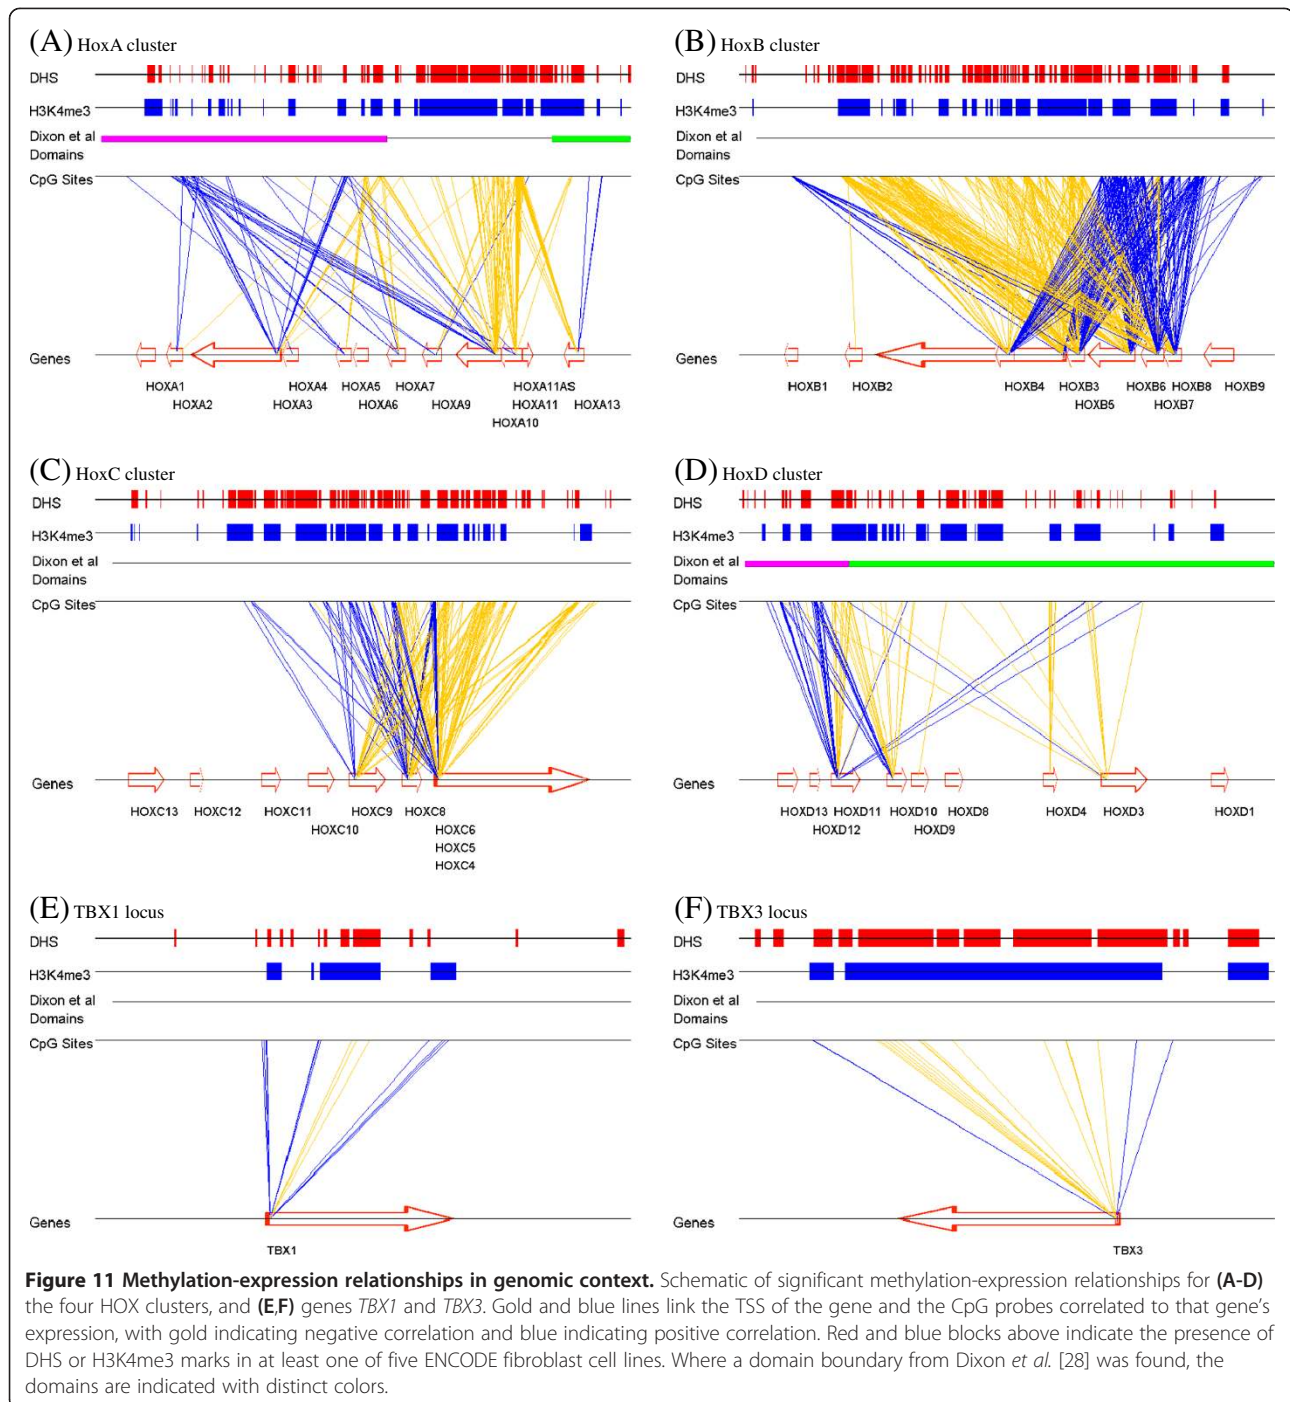 (A) HoxA cluster
DHS
H3K4me3
Dixon et al
Domains
CpG Sites
Genes
HOXA1 HOXA4 HOXA5 HOXA7 HOXA11AS
HOXA2 HOXA3 HOXA6 HOXA9 HOXA11 HOXA13
HOXA10
(B) HoxB cluster
DHS
H3K4me3
Dixon et al
Domains
CpG Sites
Genes
HOXB1 HOXB2 HOXB4 HOXB3 HOXB6 HOXB8 HOXB9
HOXB5 HOXB7
(C) HoxC cluster
DHS
H3K4me3
Dixon et al
Domains
CpG Sites
Genes
HOXC13 HOXC12 HOXC11 HOXC9 HOXC8
HOXC10 HOXC6
HOXC5
HOXC4
(D) HoxD cluster
DHS
H3K4me3
Dixon et al
Domains
CpG Sites
Genes
HOXD13 HOXD11 HOXD10 HOXD8 HOXD4 HOXD3 HOXD1
HOXD12 HOXD9
(E) TBX1 locus
DHS
H3K4me3
Dixon et al
Domains
CpG Sites
Genes
TBX1
(F) TBX3 locus
DHS
H3K4me3
Dixon et al
Domains
CpG Sites
Genes
TBX3
Figure 11 Methylation-expression relationships in genomic context. Schematic of significant methylation-expression relationships for (A-D)
the four HOX clusters, and (E,F) genes TBX1 and TBX3. Gold and blue lines link the TSS of the gene and the CpG probes correlated to that gene's
expression, with gold indicating negative correlation and blue indicating positive correlation. Red and blue blocks above indicate the presence of
DHS or H3K4me3 marks in at least one of five ENCODE fibroblast cell lines. Where a domain boundary from Dixon et al. [28] was found, the
domains are indicated with distinct colors.